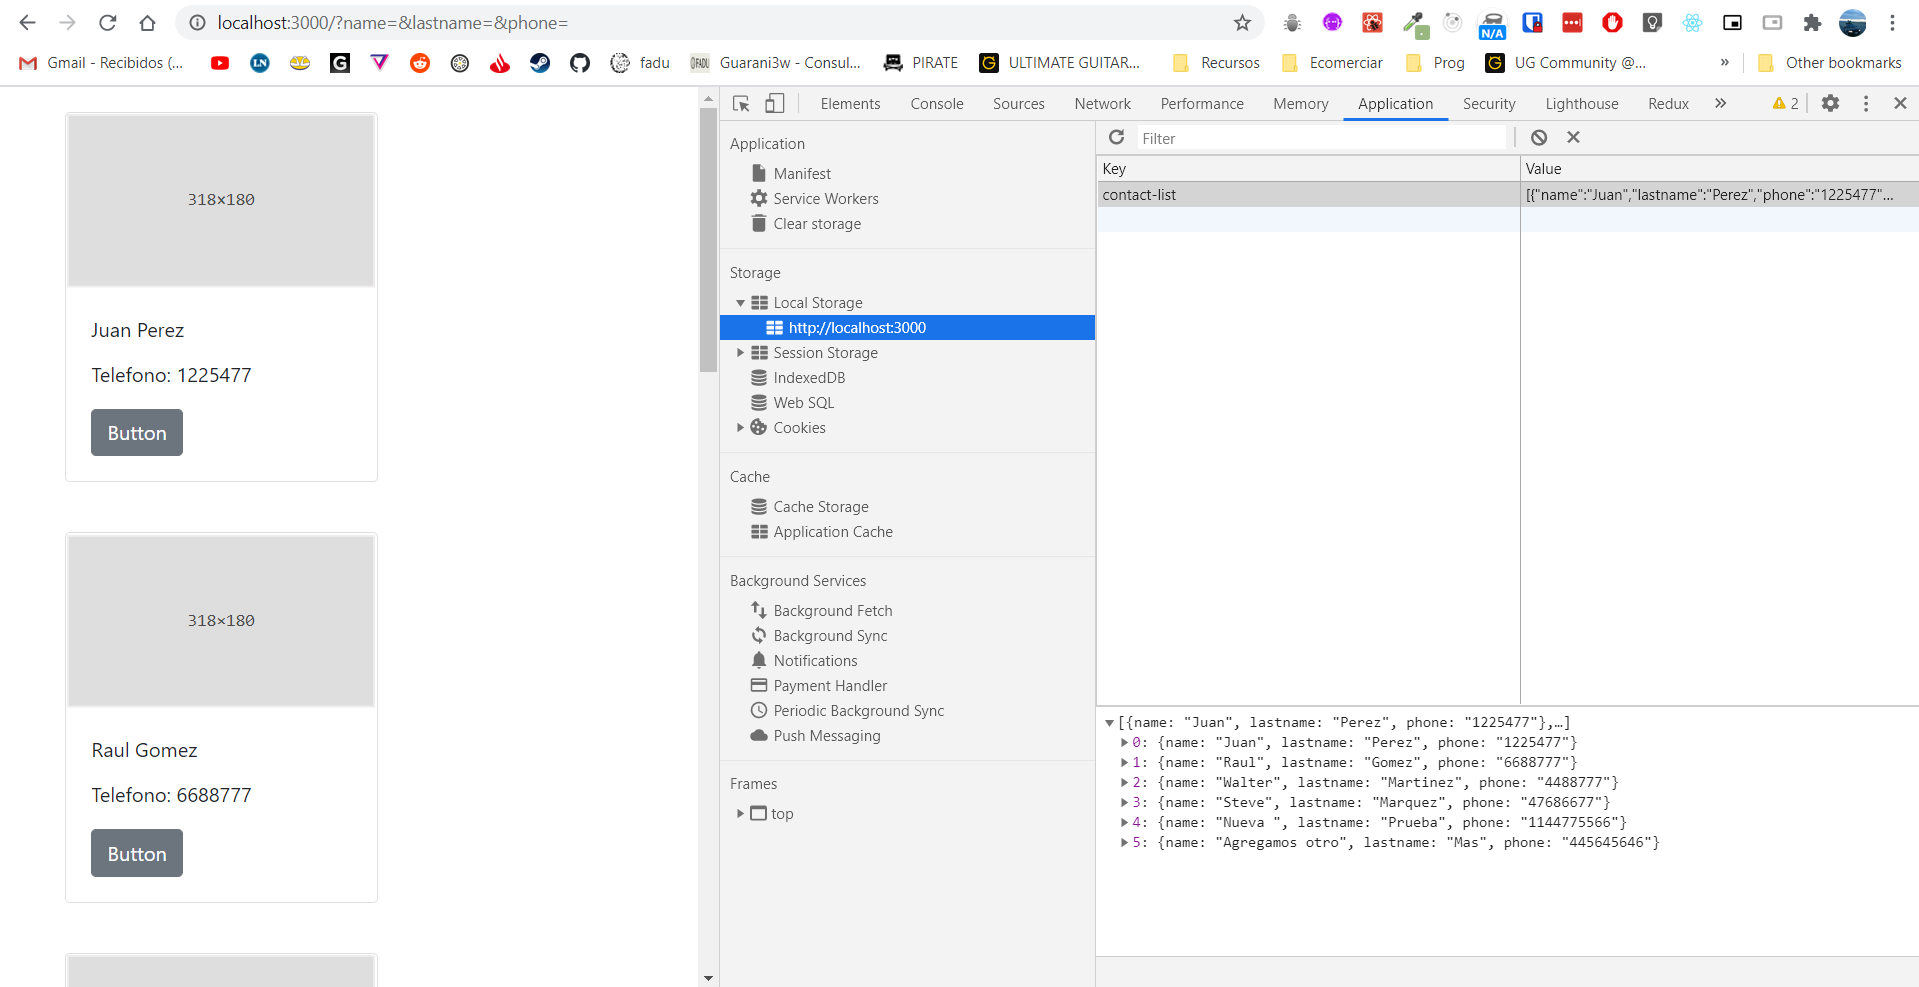 localhost:3000/?name=&lastname=&phone=
N/A
Gmail - Recibidos (...
LN
fadu
FADU
Guarani3w - Consul...
PIRATE
ULTIMATE GUITAR...
Recursos
Ecomerciar
Prog
UG Community @...
»
Other bookmarks
Elements
Console
Sources
Network
Performance
Memory
Application
Security
Lighthouse
Redux
»
2
318×180
Juan Perez
Telefono: 1225477
Button
318×180
Raul Gomez
Telefono: 6688777
Button
Application
Manifest
Service Workers
Clear storage
Storage
Local Storage
http://localhost:3000
Session Storage
IndexedDB
Web SQL
Cookies
Cache
Cache Storage
Application Cache
Background Services
Background Fetch
Background Sync
Notifications
Payment Handler
Periodic Background Sync
Push Messaging
Frames
top
Filter
Key
Value
contact-list
[{"name":"Juan","lastname":"Perez","phone":"1225477"...
[{name: "Juan", lastname: "Perez", phone: "1225477"},…]
0: {name: "Juan", lastname: "Perez", phone: "1225477"}
1: {name: "Raul", lastname: "Gomez", phone: "6688777"}
2: {name: "Walter", lastname: "Martinez", phone: "4488777"}
3: {name: "Steve", lastname: "Marquez", phone: "47686677"}
4: {name: "Nueva ", lastname: "Prueba", phone: "1144775566"}
5: {name: "Agregamos otro", lastname: "Mas", phone: "445645646"}